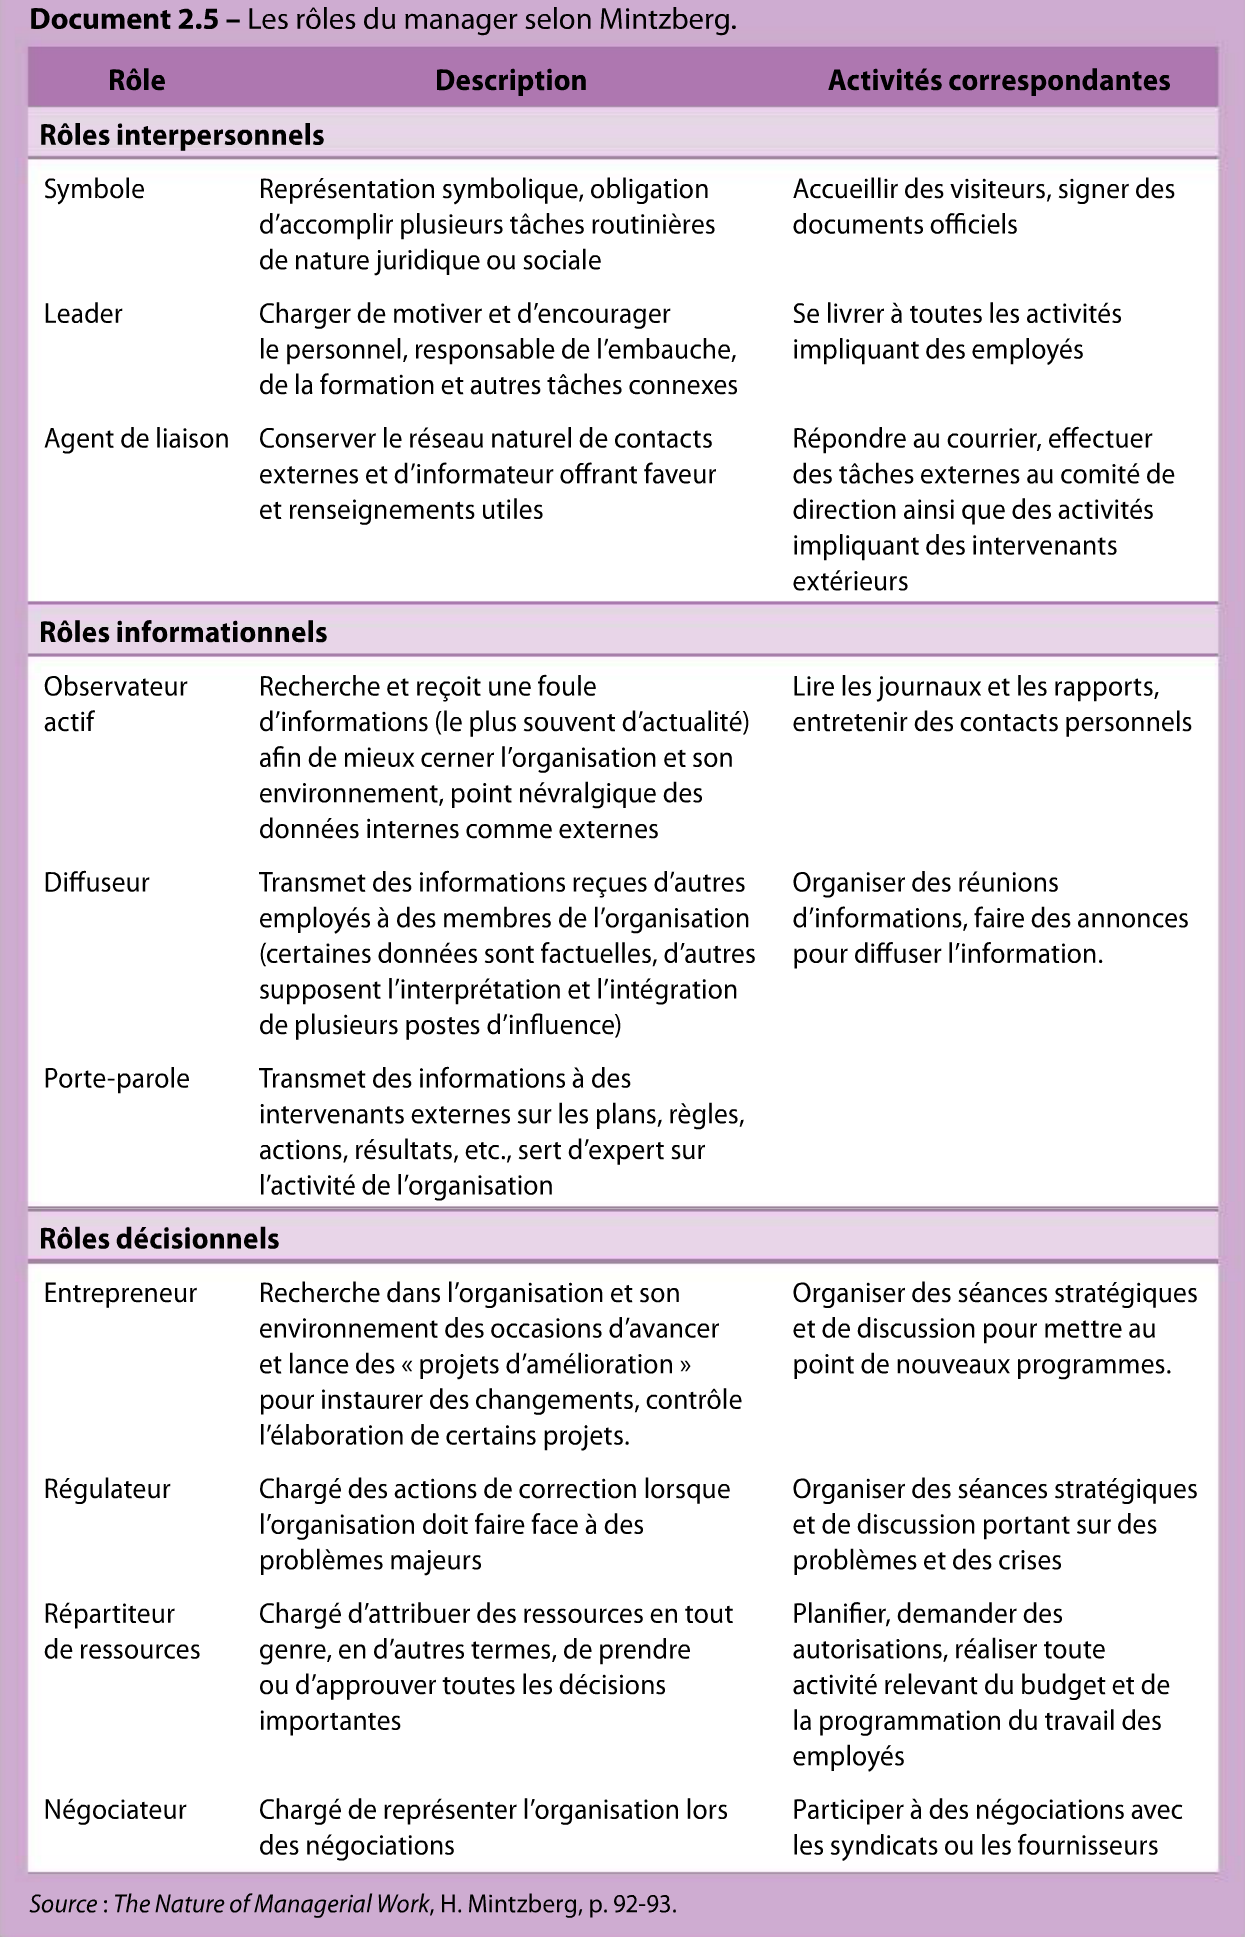 Document 2.5 – Les rôles du manager selon Mintzberg.
Rôle Description Activités correspondantes
Rôles interpersonnels
Symbole Représentation symbolique, obligation Accueillir des visiteurs, signer des
d’accomplir plusieurs tâches routinières documents officiels
de nature juridique ou sociale
Leader Charger de motiver et d’encourager Se livrer à toutes les activités
le personnel, responsable de l’embauche, impliquant des employés
de la formation et autres tâches connexes
Agent de liaison Conserver le réseau naturel de contacts Répondre au courrier, effectuer
externes et d’informateur offrant faveur des tâches externes au comité de
et renseignements utiles direction ainsi que des activités
impliquant des intervenants
extérieurs
Rôles informationnels
Observateur Recherche et reçoit une foule Lire les journaux et les rapports,
actif d’informations (le plus souvent d’actualité) entretenir des contacts personnels
afin de mieux cerner l’organisation et son
environnement, point névralgique des
données internes comme externes
Diffuseur Transmet des informations reçues d’autres Organiser des réunions
employés à des membres de l’organisation d’informations, faire des annonces
(certaines données sont factuelles, d’autres pour diffuser l’information.
supposent l’interprétation et l’intégration
de plusieurs postes d’influence)
Porte-parole Transmet des informations à des
intervenants externes sur les plans, règles,
actions, résultats, etc., sert d’expert sur
l’activité de l’organisation
Rôles décisionnels
Entrepreneur Recherche dans l’organisation et son Organiser des séances stratégiques
environnement des occasions d’avancer et de discussion pour mettre au
et lance des « projets d’amélioration » point de nouveaux programmes.
pour instaurer des changements, contrôle
l’élaboration de certains projets.
Régulateur Chargé des actions de correction lorsque Organiser des séances stratégiques
l’organisation doit faire face à des et de discussion portant sur des
problèmes majeurs problèmes et des crises
Répartiteur Chargé d’attribuer des ressources en tout Planifier, demander des
de ressources genre, en d’autres termes, de prendre autorisations, réaliser toute
ou d’approuver toutes les décisions activité relevant du budget et de
importantes la programmation du travail des
employés
Négociateur Chargé de représenter l’organisation lors Participer à des négociations avec
des négociations les syndicats ou les fournisseurs
Source : The Nature of Managerial Work, H. Mintzberg, p. 92-93.